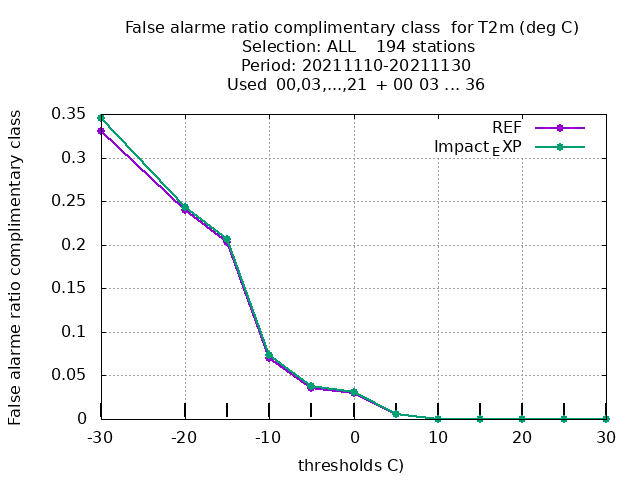 False alarme ratio complimentary class  for T2m (deg C)
Selection: ALL    194 stations
Period: 20211110-20211130
Used  00,03,...,21  + 00 03 ... 36
False alarme ratio complimentary class
0.35
0.3
0.25
0.2
0.15
0.1
0.05
0
REF
Impact_EXP
-30 -20 -10 0 10 20 30
thresholds C)